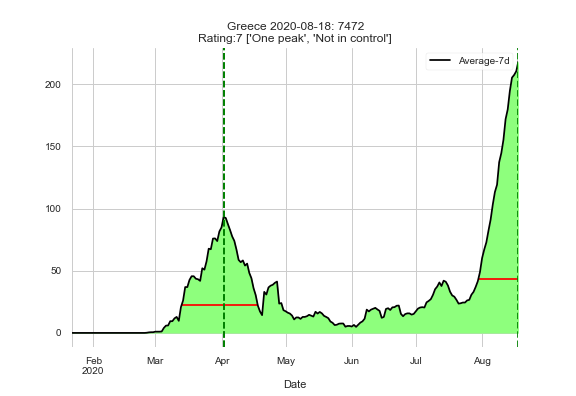 Greece 2020-08-18: 7472
Rating:7 ['One peak', 'Not in control']
Average-7d
200
150
100
50
0
Feb Mar Apr May Jun Jul Aug
2020
Date